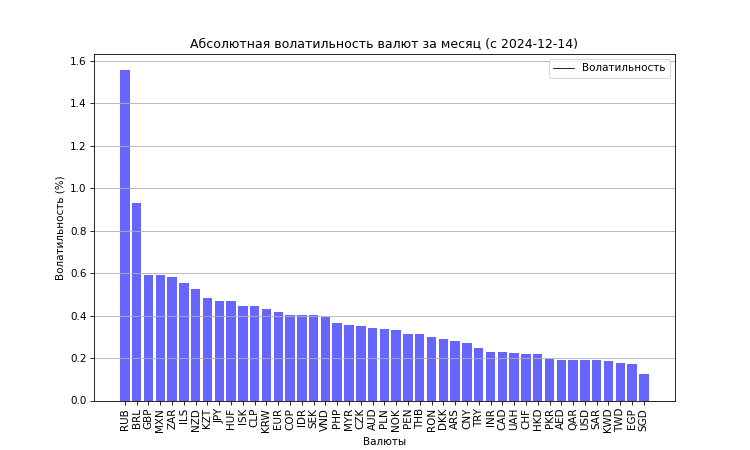 Абсолютная волатильность валют за месяц (с 2024-12-14)
Волатильность
Волатильность (%)
1.6
1.4
1.2
1.0
0.8
0.6
0.4
0.2
0.0
RUB
BRL
GBP
MXN
ZAR
ILS
NZD
KZT
JPY
HUF
ISK
CLP
KRW
EUR
COP
IDR
SEK
VND
PHP
MYR
CZK
AUD
PLN
NOK
PEN
THB
RON
DKK
ARS
CNY
TRY
INR
CAD
UAH
CHF
HKD
PKR
AED
QAR
USD
SAR
KWD
TWD
EGP
SGD
Валюты